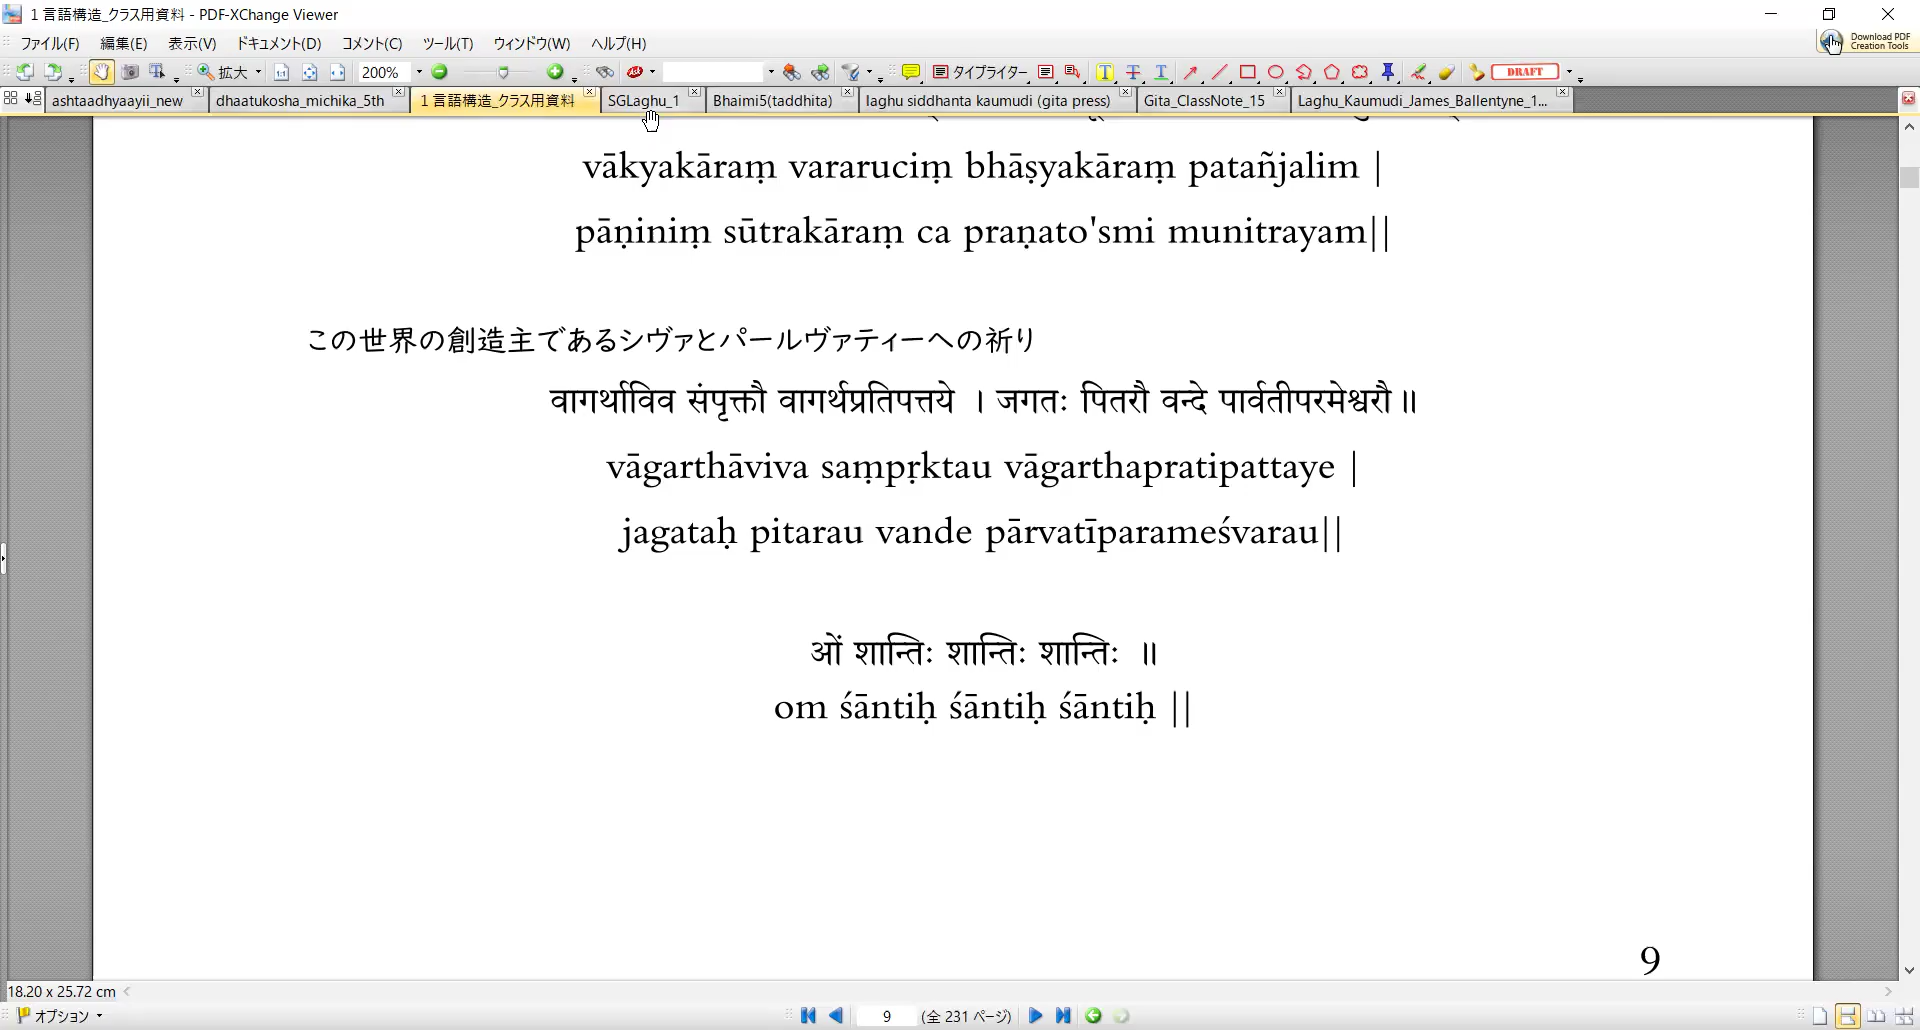 1 言語構造_クラス用資料 - PDF-XChange Viewer
ファイル(F) 編集(E) 表示(V) ドキュメント(D) コメント(C) ツール(T) ウィンドウ(W) ヘルプ(H)
Download PDF
Creation Tools
拡大 200% タイプライター DRAFT
ashtaadhyaayii_new dhaatukosha_michika_5th 1 言語構造_クラス用資料 SGLaghu_1 Bhaimi5(taddhita) laghu siddhanta kaumudi (gita press) Gita_ClassNote_15 Laghu_Kaumudi_James_Ballentyne_1...
vākyakāraṃ vararuciṃ bhāṣyakāraṃ patañjalim |
pāṇiniṃ sūtrakāraṃ ca praṇato'smi munitrayam||
この世界の創造主であるシヴァとパールヴァティーへの祈り
वागर्थाविव संपृक्तौ वागर्थप्रतिपत्तये । जगतः पितरौ वन्दे पार्वतीपरमेश्वरौ॥
vāgarthāviva saṃpṛktau vāgarthapratipattaye |
jagataḥ pitarau vande pārvatīparameśvarau||
ओं शान्तिः शान्तिः शान्तिः ॥
om śāntiḥ śāntiḥ śāntiḥ ||
9
18.20 x 25.72 cm
オプション 9 (全 231 ページ)